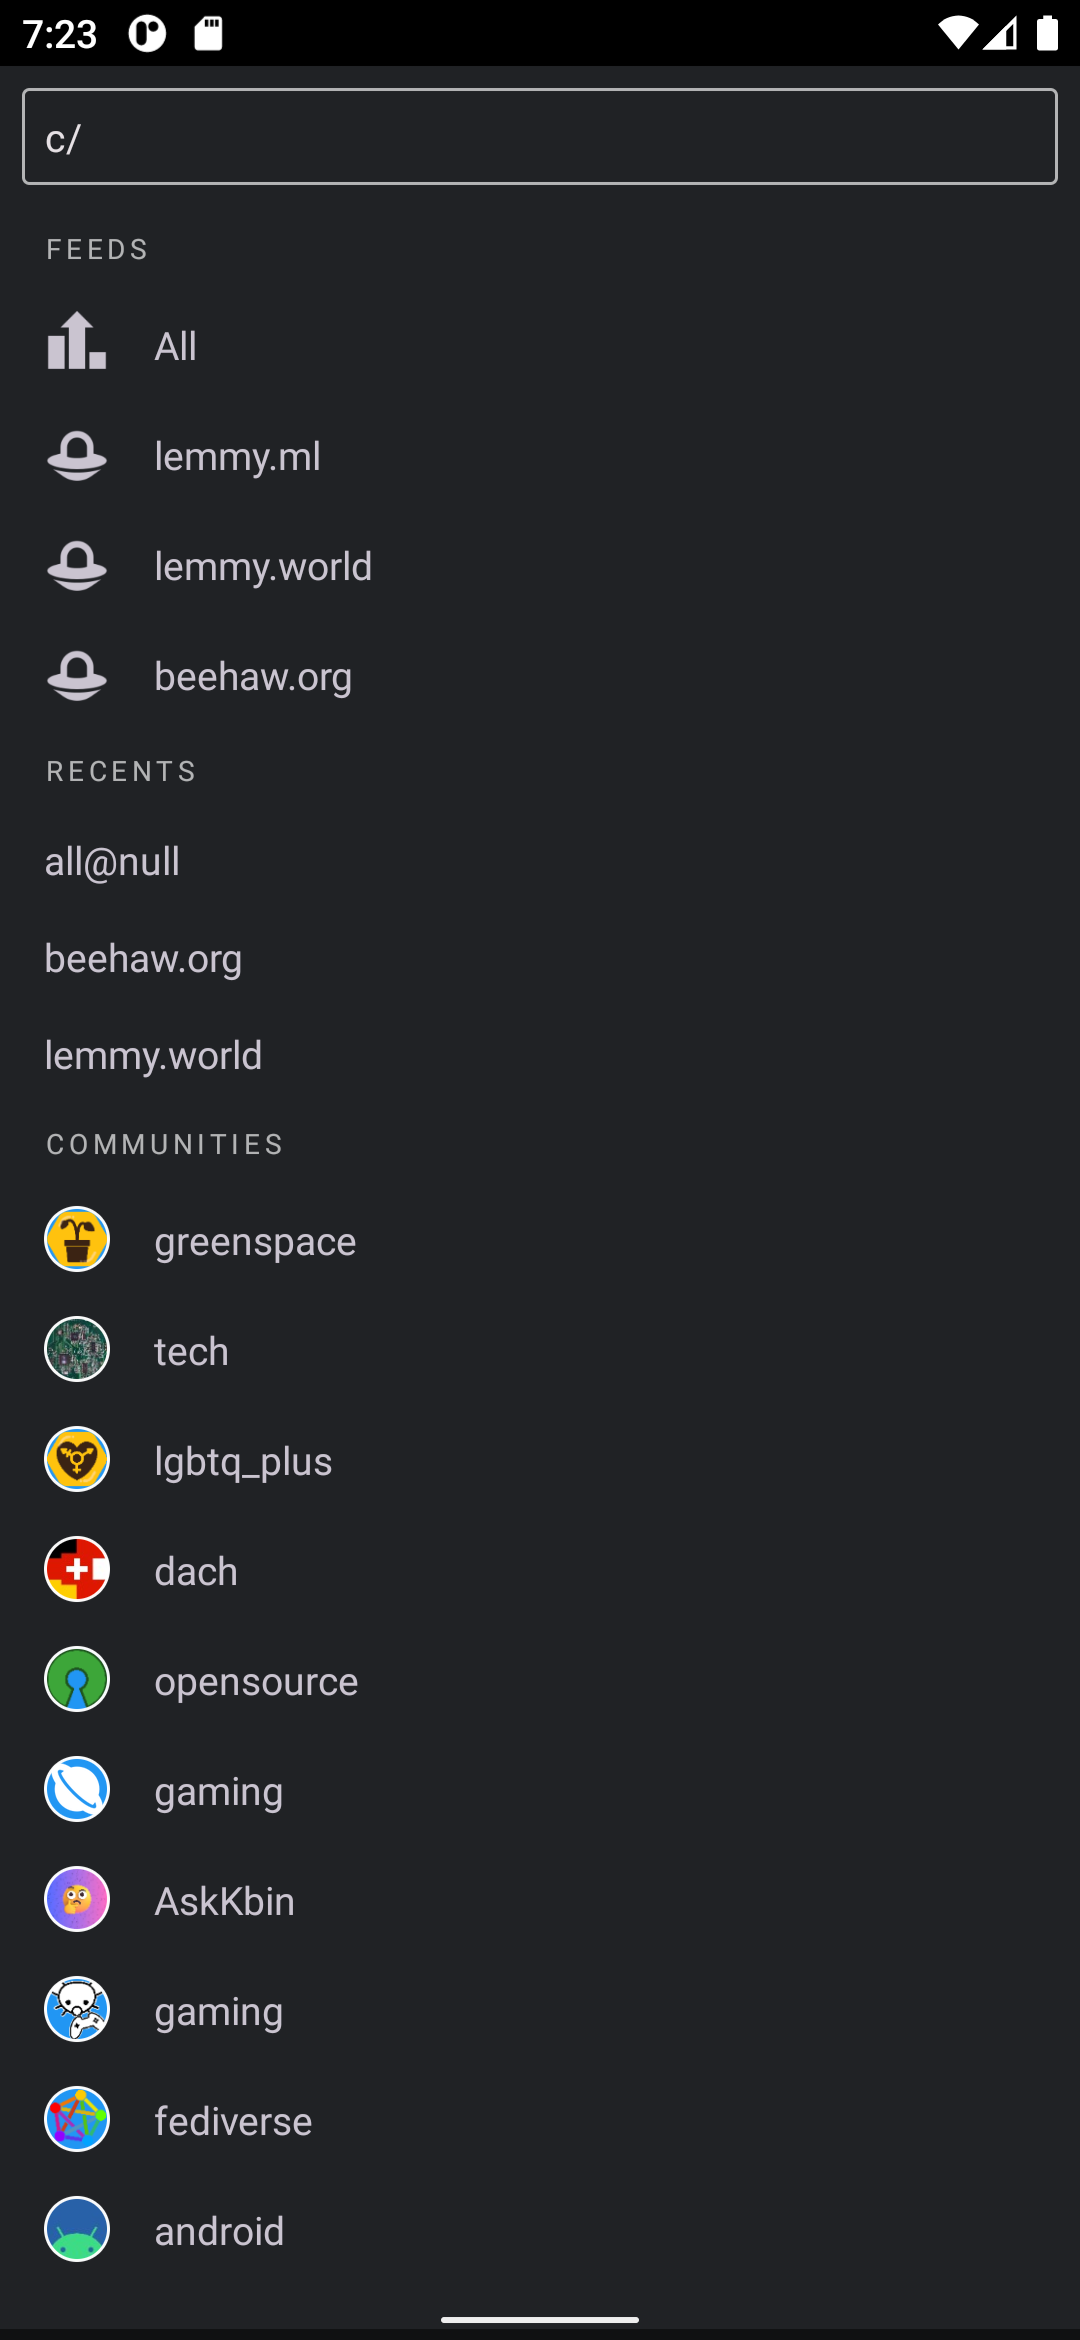 7:23
c/
FEEDS
All
lemmy.ml
lemmy.world
beehaw.org
RECENTS
all@null
beehaw.org
lemmy.world
COMMUNITIES
greenspace
tech
lgbtq_plus
dach
opensource
gaming
AskKbin
gaming
fediverse
android